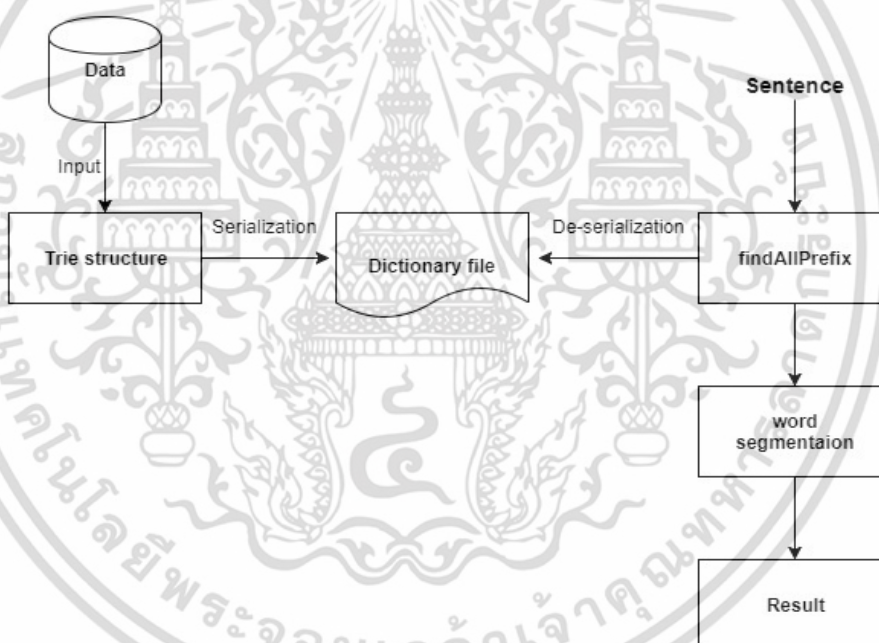 Data
Sentence
Input
Trie structure
Serialization
Dictionary file
De-serialization
findAllPrefix
word
segmentaion
Result